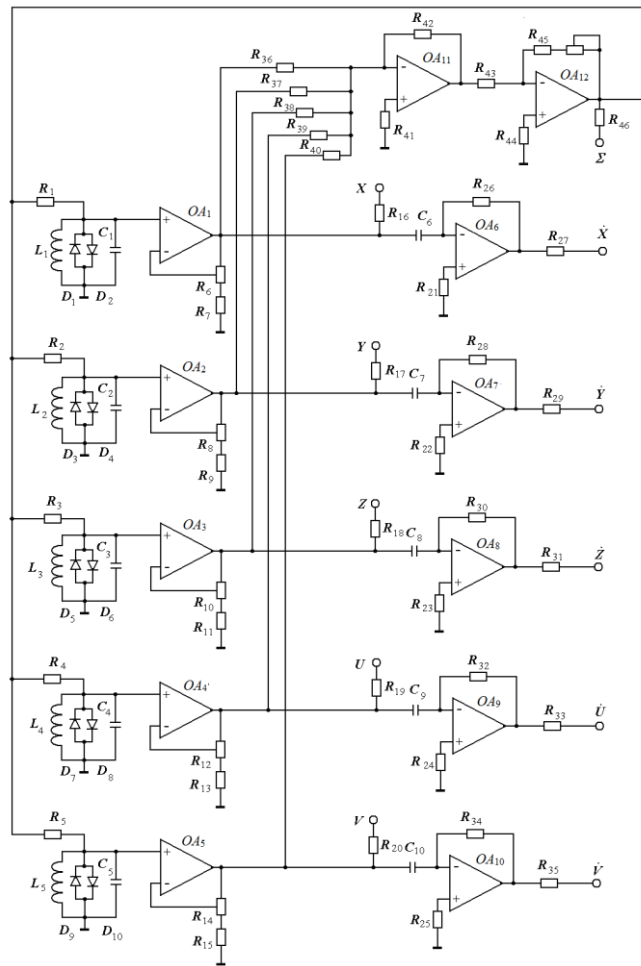 R42
R45
R36
OA11
R43
OA12
R37
R38
R39
R41
R44
R46
R40
Σ
R1
OA1
X
R16
C6
R26
L1
C1
+
-
OA6
R27
Ẋ
D1
D2
R6
R7
R21
R2
OA2
Y
R17
C7
R28
L2
C2
+
-
OA7
R29
Ẏ
D3
D4
R8
R9
R22
R3
OA3
Z
R18
C8
R30
L3
C3
+
-
OA8
R31
Ż
D5
D6
R10
R11
R23
R4
OA4
U
R19
C9
R32
L4
C4
+
-
OA9
R33
U̇
D7
D8
R12
R13
R24
R5
OA5
V
R20
C10
R34
L5
C5
+
-
OA10
R35
V̇
D9
D10
R14
R15
R25